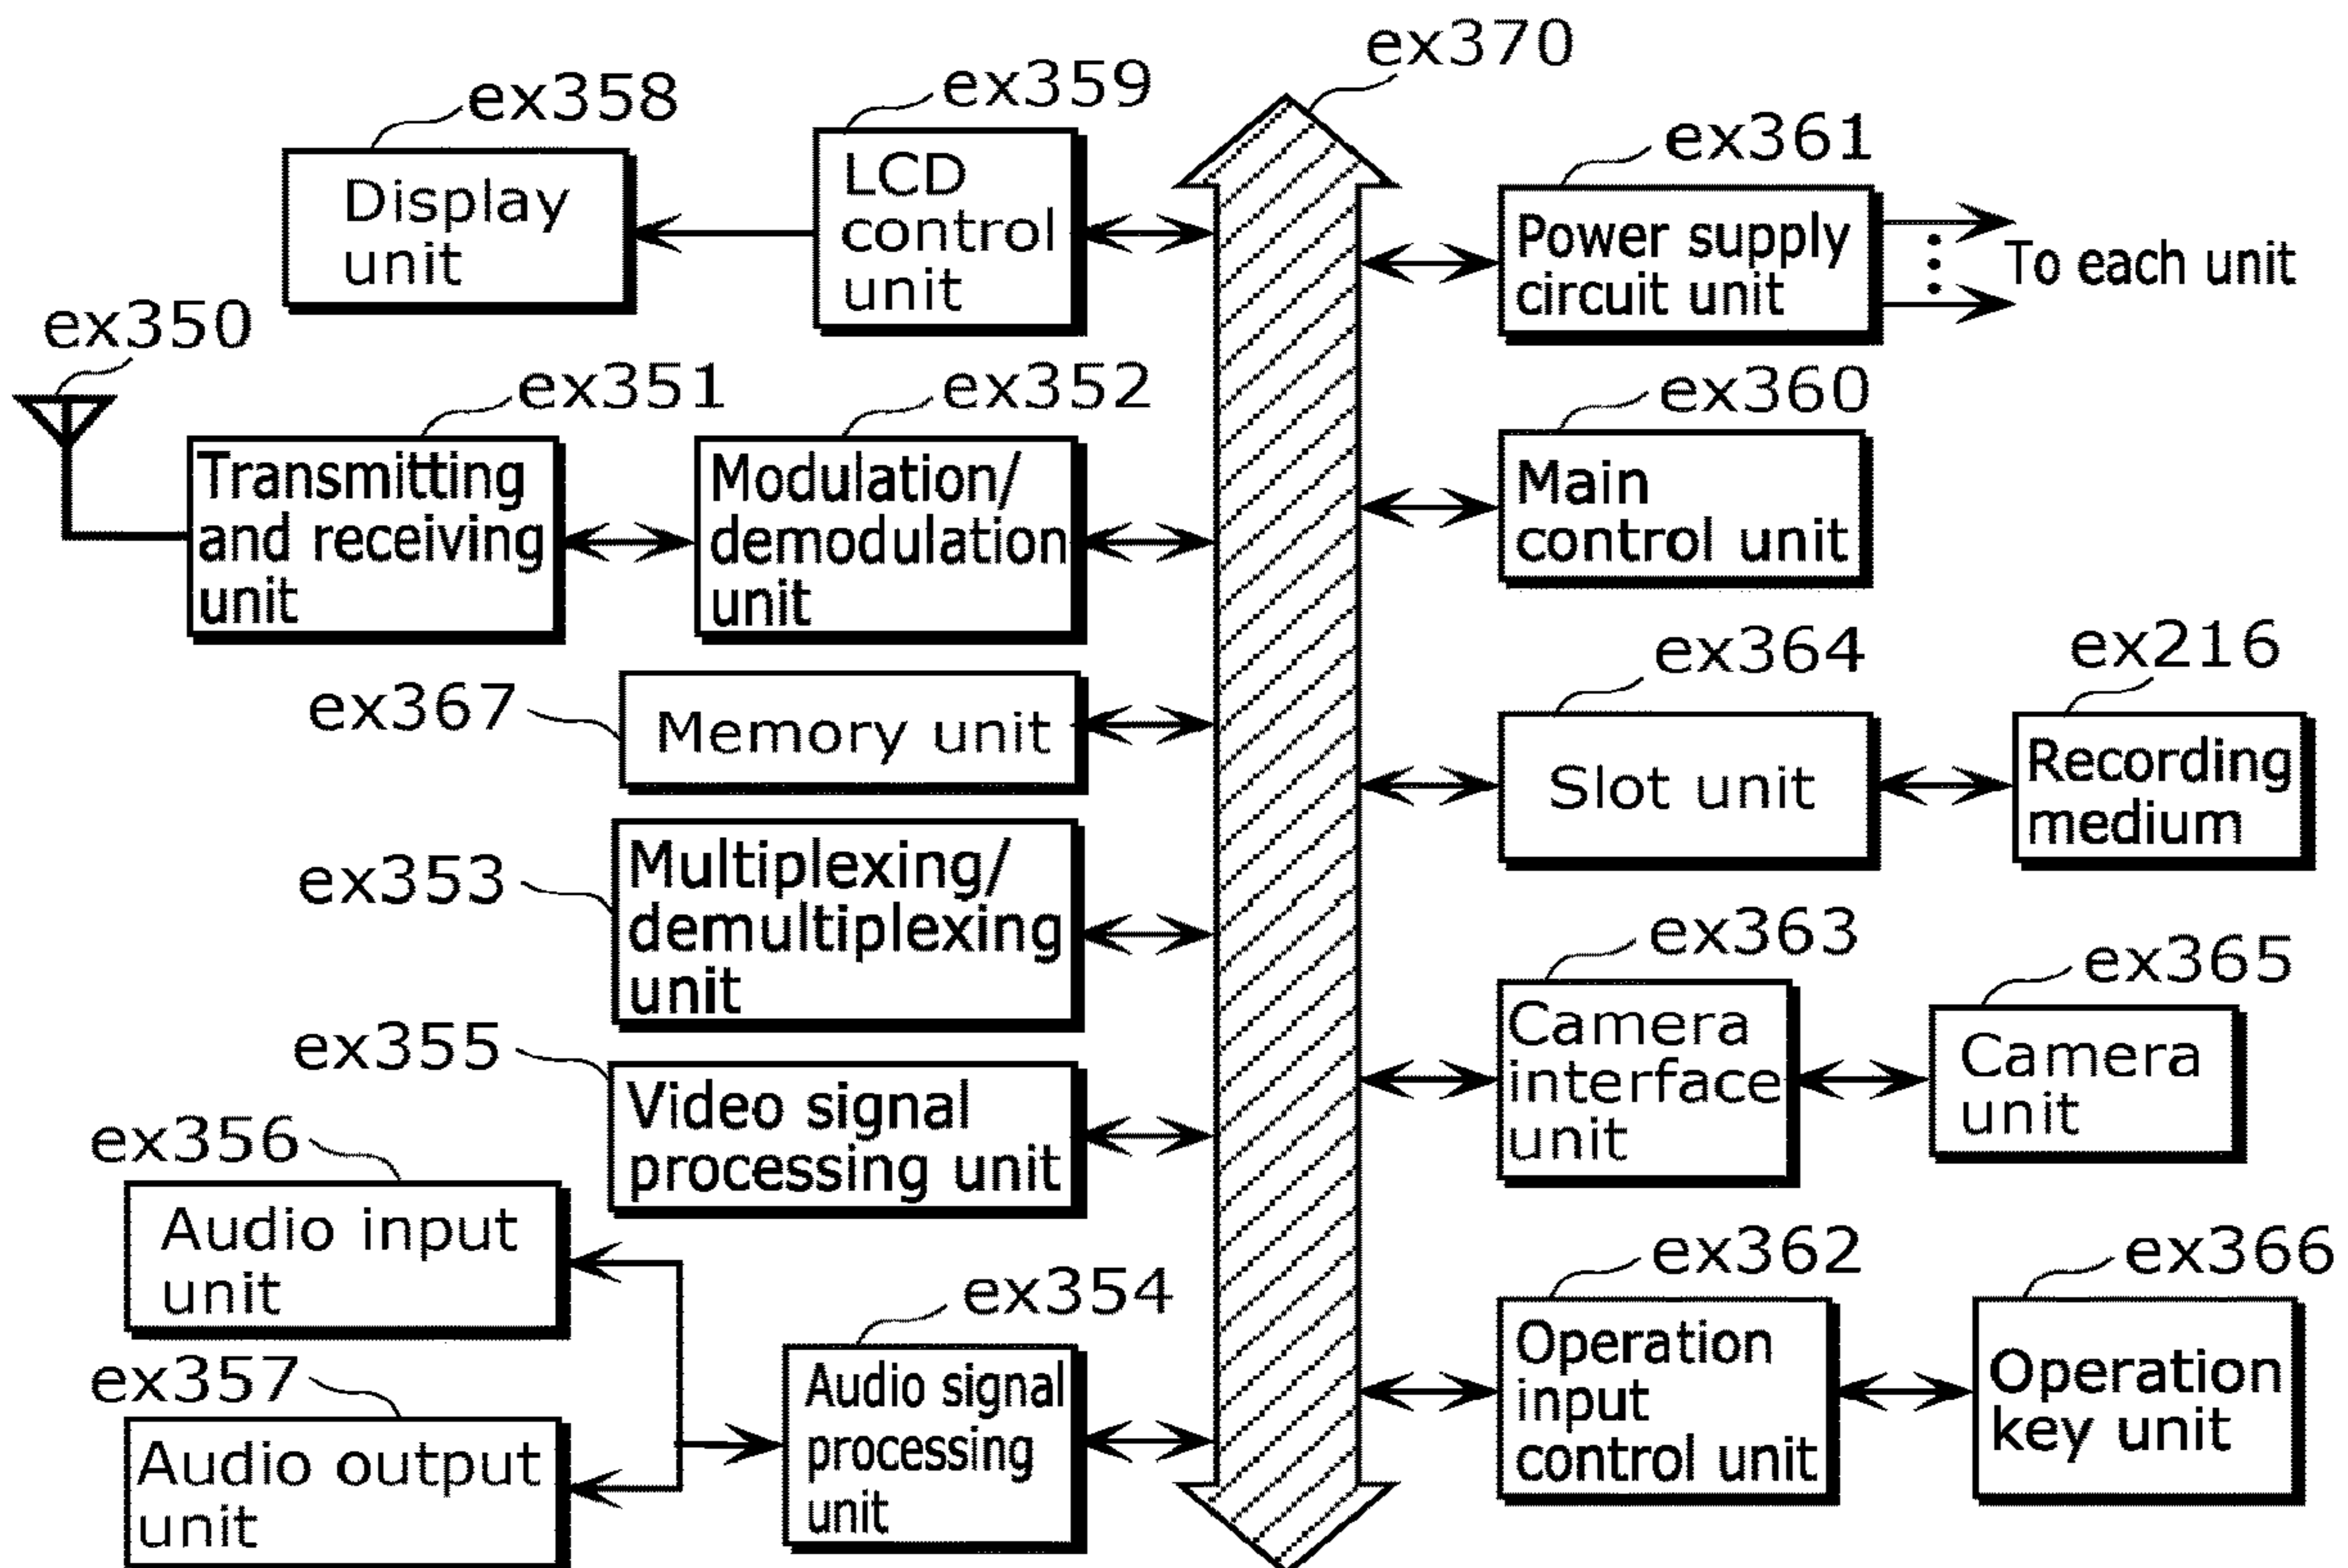 ex370
ex358
ex359
ex361
Display
unit
LCD
control
unit
Power supply
circuit unit
To each unit
ex350
ex351
ex352
ex360
Transmitting
and receiving
unit
Modulation/
demodulation
unit
Main
control unit
ex367
Memory unit
ex364
ex216
Slot unit
Recording
medium
ex353
Multiplexing/
demultiplexing
unit
ex363
ex365
Camera
interface
unit
Camera
unit
ex355
Video signal
processing unit
ex356
Audio input
unit
ex354
ex362
ex366
ex357
Audio output
unit
Audio signal
processing
unit
Operation
input
control unit
Operation
key unit